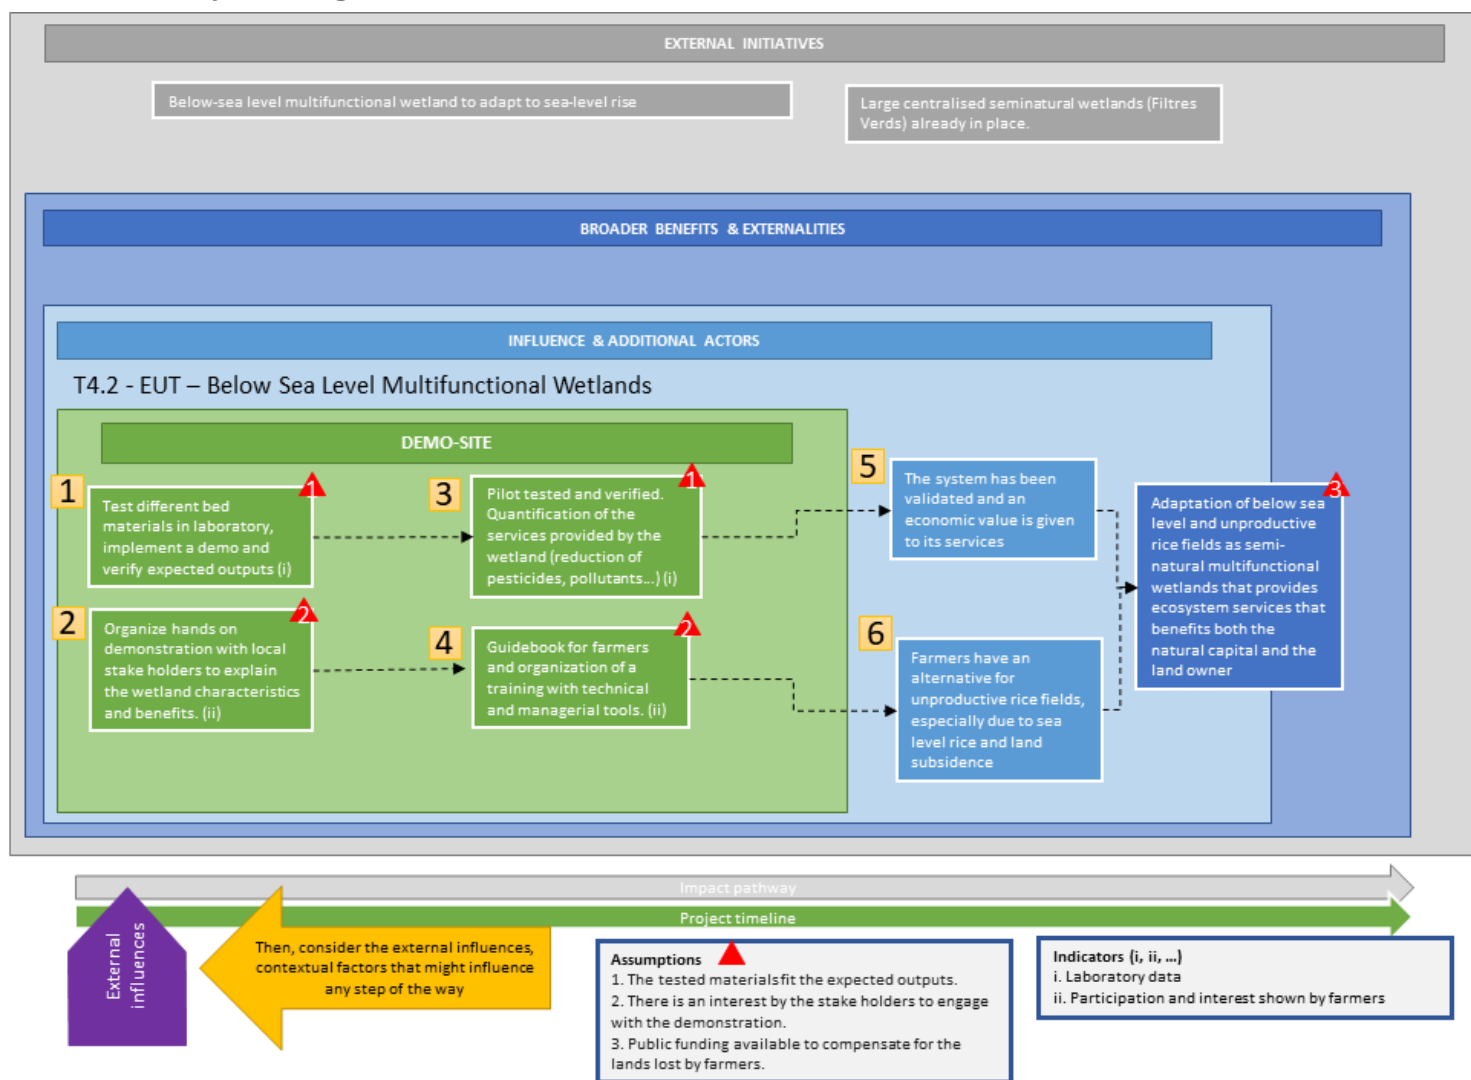 EXTERNAL INITIATIVES
Below-sea level multifunctional wetland to adapt to sea-level rise
Large centralised seminatural wetlands (Filtres
Verds) already in place.
BROADER BENEFITS & EXTERNALITIES
INFLUENCE & ADDITIONAL ACTORS
T4.2 - EUT – Below Sea Level Multifunctional Wetlands
DEMO-SITE
1
1
Test different bed
materials in laboratory,
implement a demo and
verify expected outputs (i)
2
2
Organize hands on
demonstration with local
stake holders to explain
the wetland characteristics
and benefits. (ii)
3
1
Pilot tested and verified.
Quantification of the
services provided by the
wetland (reduction of
pesticides, pollutants...) (i)
4
2
Guidebook for farmers
and organization of a
training with technical
and managerial tools. (ii)
5
The system has been
validated and an
economic value is given
to its services
6
Farmers have an
alternative for
unproductive rice fields,
especially due to sea
level rice and land
subsidence
3
Adaptation of below sea
level and unproductive
rice fields as semi-
natural multifunctional
wetlands that provides
ecosystem services that
benefits both the
natural capital and the
land owner
Impact pathway
Project timeline
External
influences
Then, consider the external influences,
contextual factors that might influence
any step of the way
Assumptions
1. The tested materials fit the expected outputs.
2. There is an interest by the stake holders to engage
with the demonstration.
3. Public funding available to compensate for the
lands lost by farmers.
Indicators (i, ii, ...)
i. Laboratory data
ii. Participation and interest shown by farmers